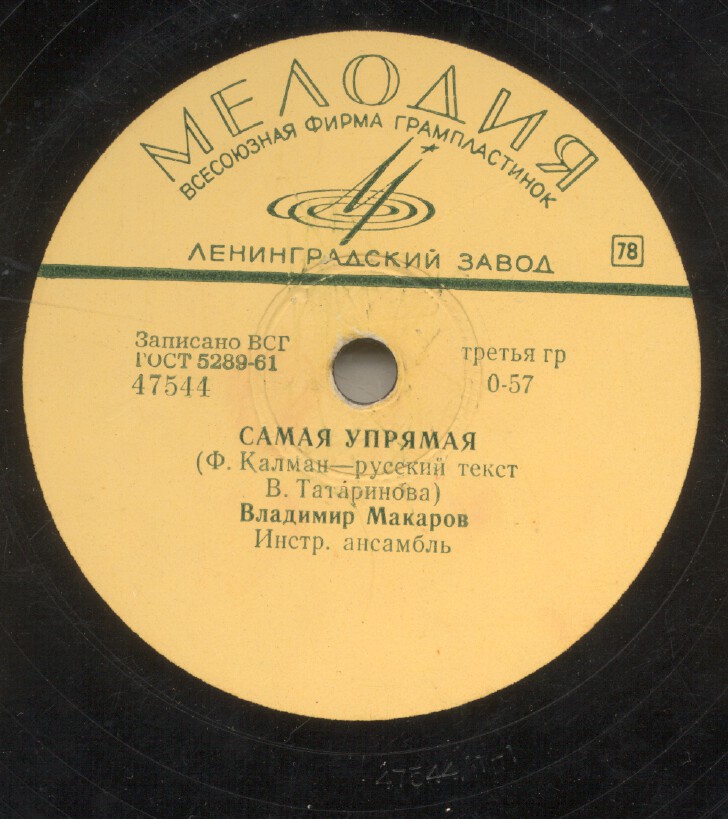 МЕЛОДИЯ
ВСЕСОЮЗНАЯ ФИРМА ГРАМПЛАСТИНОК
ЛЕНИНГРАДСКИЙ ЗАВОД
78
Записано ВСГ
ГОСТ 5289-61
47544
третья гр
0-57
САМАЯ УПРЯМАЯ
(Ф. Калман—русский текст
В. Татаринова)
Владимир Макаров
Инстр. ансамбль